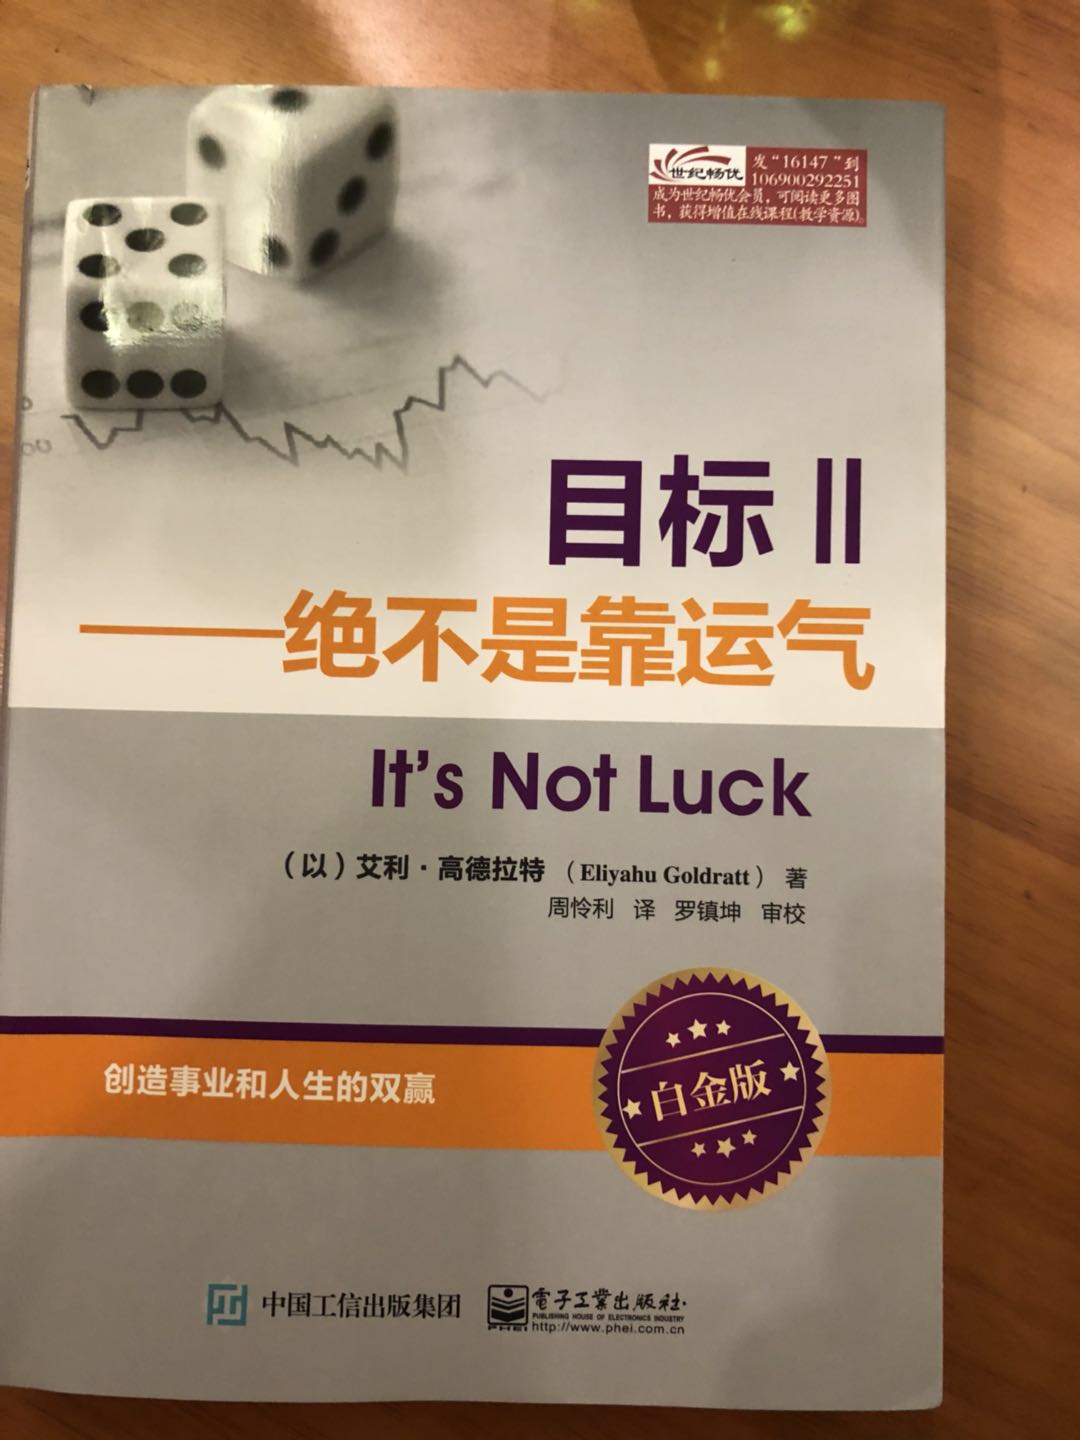 世纪畅优
发“16147”到
106900292251
成为世纪畅优会员，可阅读更多图
书，获得增值在线课程(教学资源)。
目标 II
——绝不是靠运气
It's Not Luck
（以）艾利·高德拉特 （Eliyahu Goldratt） 著
周怜利 译 罗镇坤 审校
创造事业和人生的双赢
白金版
中国工信出版集团
電子工業出版社·
PUBLISHING HOUSE OF ELECTRONICS INDUSTRY
PHEI
http://www.phei.com.cn